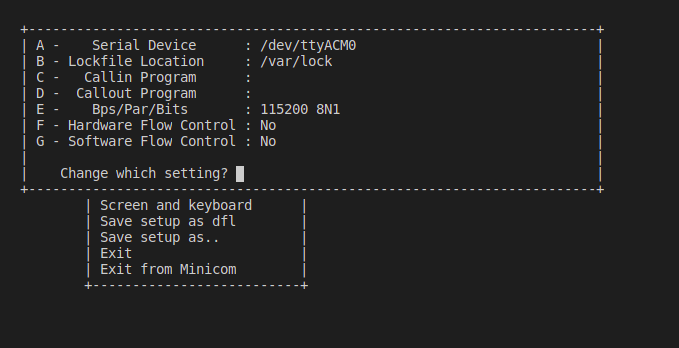 A - Serial Device : /dev/ttyACM0
B - Lockfile Location : /var/lock
C - Callin Program :
D - Callout Program :
E - Bps/Par/Bits : 115200 8N1
F - Hardware Flow Control : No
G - Software Flow Control : No
Change which setting?
Screen and keyboard
Save setup as dfl
Save setup as..
Exit
Exit from Minicom